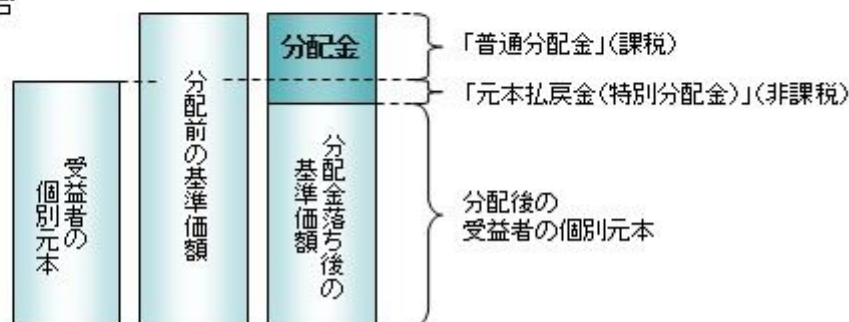 分配金
「普通分配金」(課税)
「元本払戻金(特別分配金)」(非課税)
受益者の
個別元本
分配前の基準価額
分配金落ち後の
基準価額
分配後の
受益者の個別元本